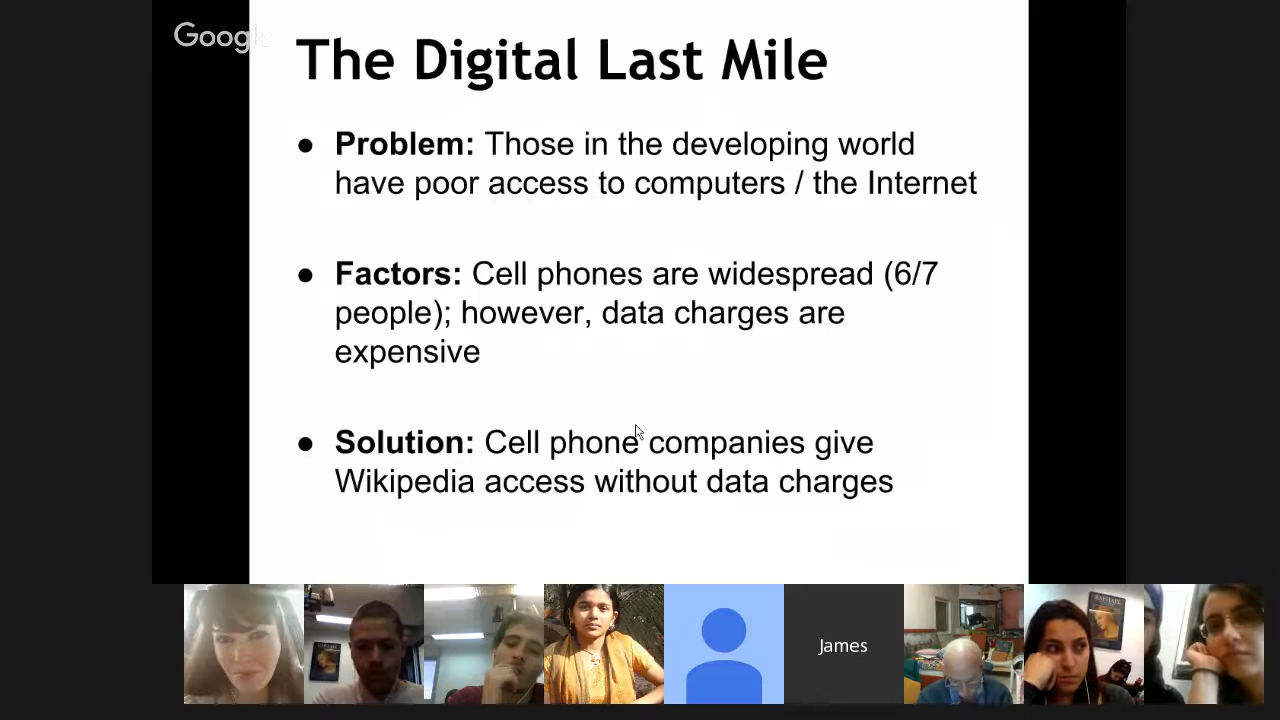 Google
The Digital Last Mile
● Problem: Those in the developing world
have poor access to computers / the Internet
● Factors: Cell phones are widespread (6/7
people); however, data charges are
expensive
● Solution: Cell phone companies give
Wikipedia access without data charges
James